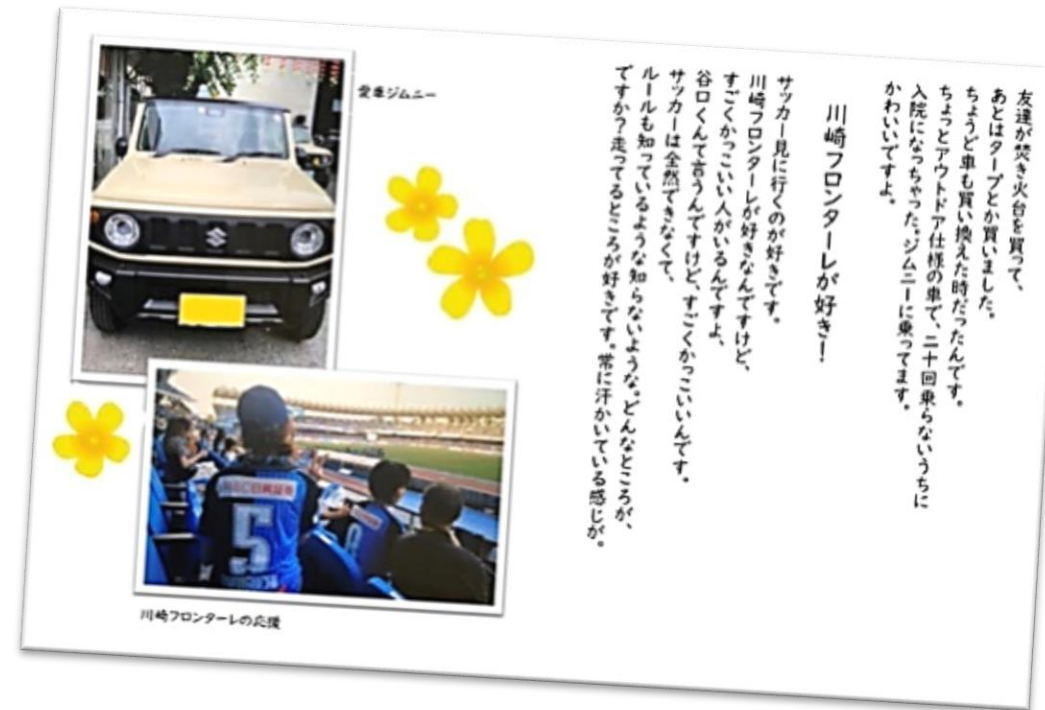 友達が焚き火台を買って、
あとはタープとか買いました。
ちょうど車も買い換えた時だったんです。
ちょっとアウトドア仕様の車で、二十回乗らないうちに
入院になっちゃった。ジムニーに乗ってます。
かわいいですよ。
川崎フロンターレが好き!
サッカー見に行くのが好きです。
川崎フロンターレが好きなんですけど、
すごくかっこいい人がいるんですよ、
谷口くんて言うんですけど、すごくかっこいいんです。
サッカーは全然できなくて、
ルールも知っているような知らないような。どんなところが、
ですか?走ってるところが好きです。常に汗かいている感じが。
愛車ジムニー
5
川崎フロンターレの応援